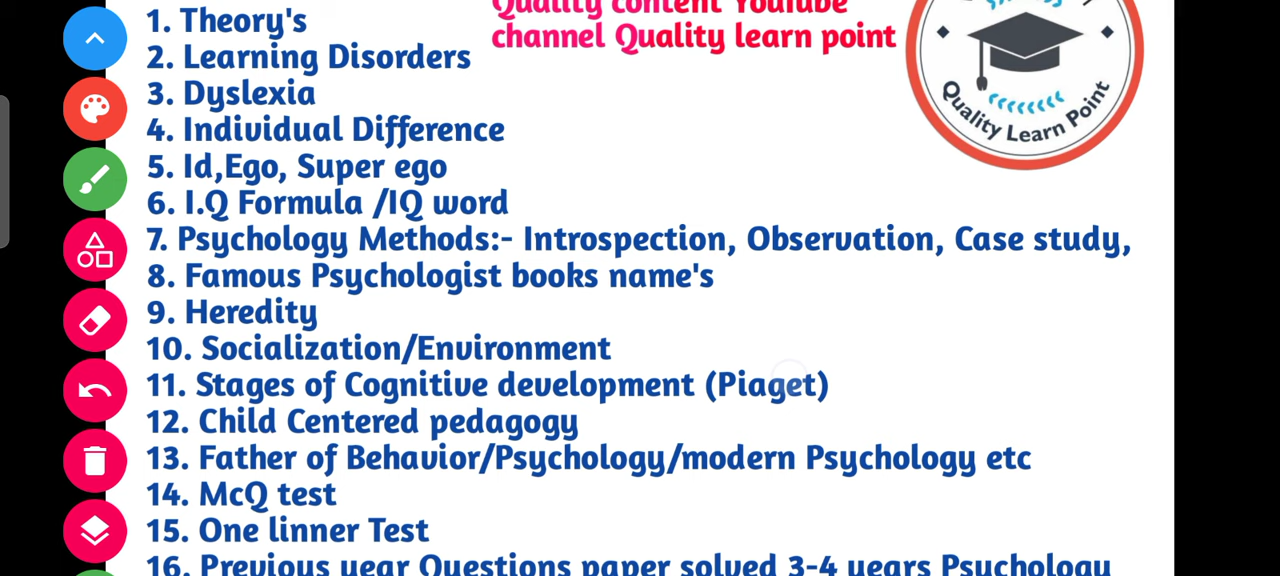 Quality content YouTube
channel Quality learn point
1. Theory's
2. Learning Disorders
3. Dyslexia
4. Individual Difference
5. Id,Ego, Super ego
6. I.Q Formula /IQ word
7. Psychology Methods:- Introspection, Observation, Case study,
8. Famous Psychologist books name's
9. Heredity
10. Socialization/Environment
11. Stages of Cognitive development (Piaget)
12. Child Centered pedagogy
13. Father of Behavior/Psychology/modern Psychology etc
14. McQ test
15. One linner Test
16. Previous year Questions paper solved 3-4 years Psychology
Quality Learn Point